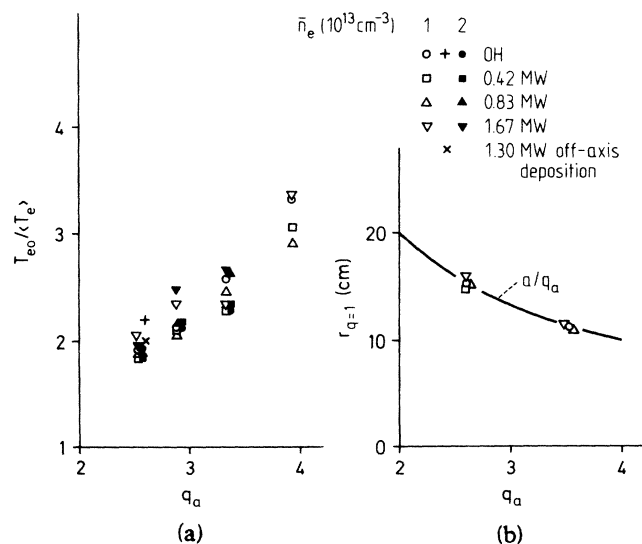 n̄e (10¹³cm⁻³) 1 2
OH
0.42 MW
0.83 MW
1.67 MW
1.30 MW off-axis
deposition
4
3
2
1
Teo/⟨Te⟩
2 3 4
qa
(a)
20
10
0
rq=1 (cm)
a/qa
2 3 4
qa
(b)